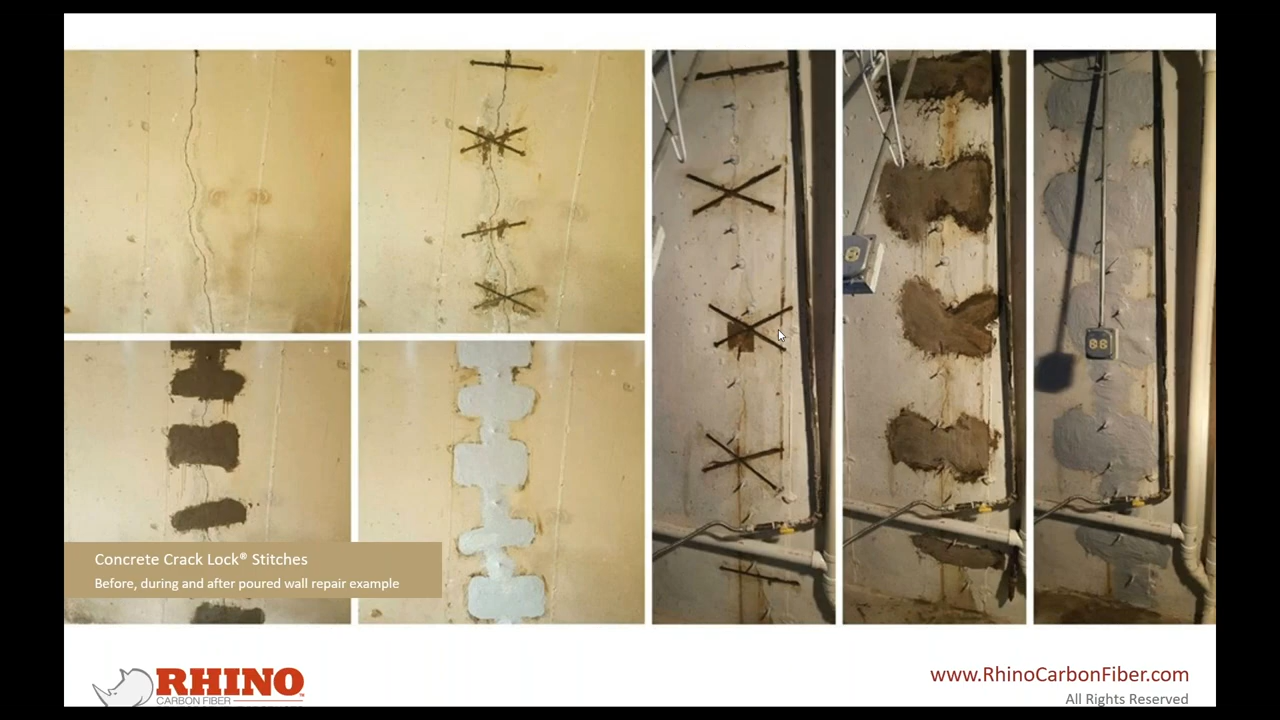 Concrete Crack Lock® Stitches
Before, during and after poured wall repair example
RHINO™
CARBON FIBER
www.RhinoCarbonFiber.com
All Rights Reserved